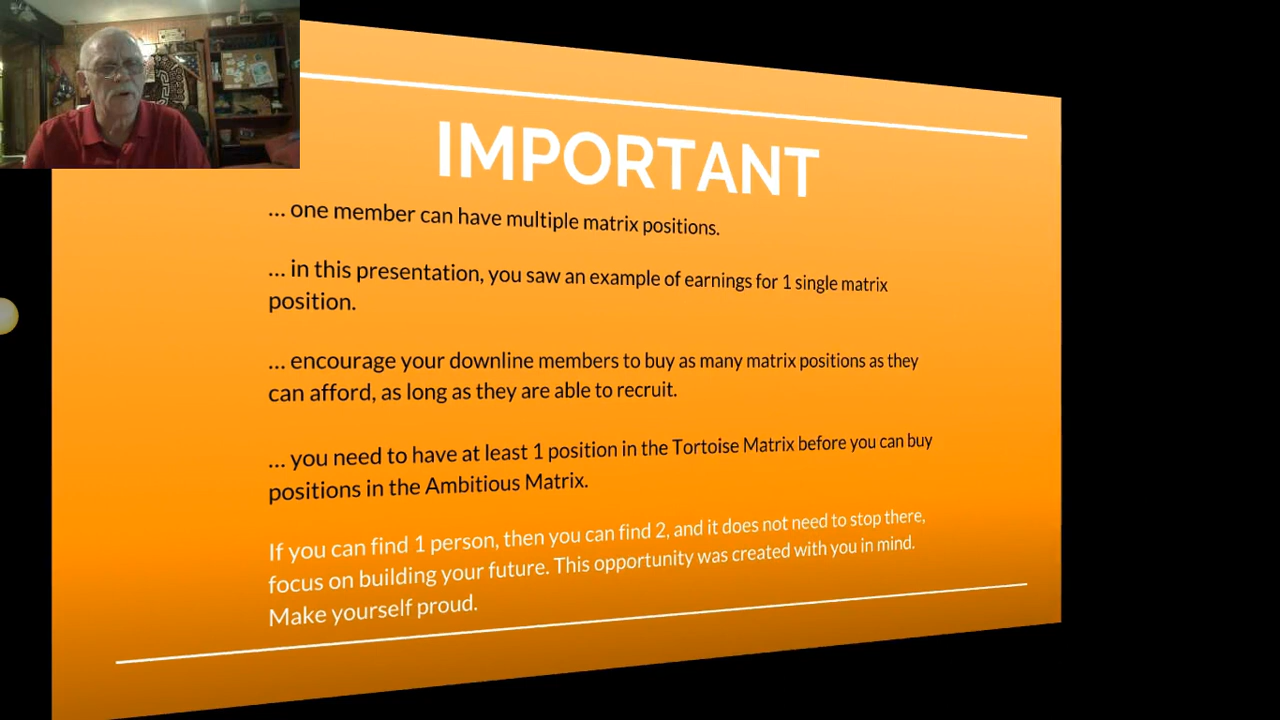 IMPORTANT
... one member can have multiple matrix positions.
... in this presentation, you saw an example of earnings for 1 single matrix
position.
... encourage your downline members to buy as many matrix positions as they
can afford, as long as they are able to recruit.
... you need to have at least 1 position in the Tortoise Matrix before you can buy
positions in the Ambitious Matrix.
If you can find 1 person, then you can find 2, and it does not need to stop there,
focus on building your future. This opportunity was created with you in mind.
Make yourself proud.